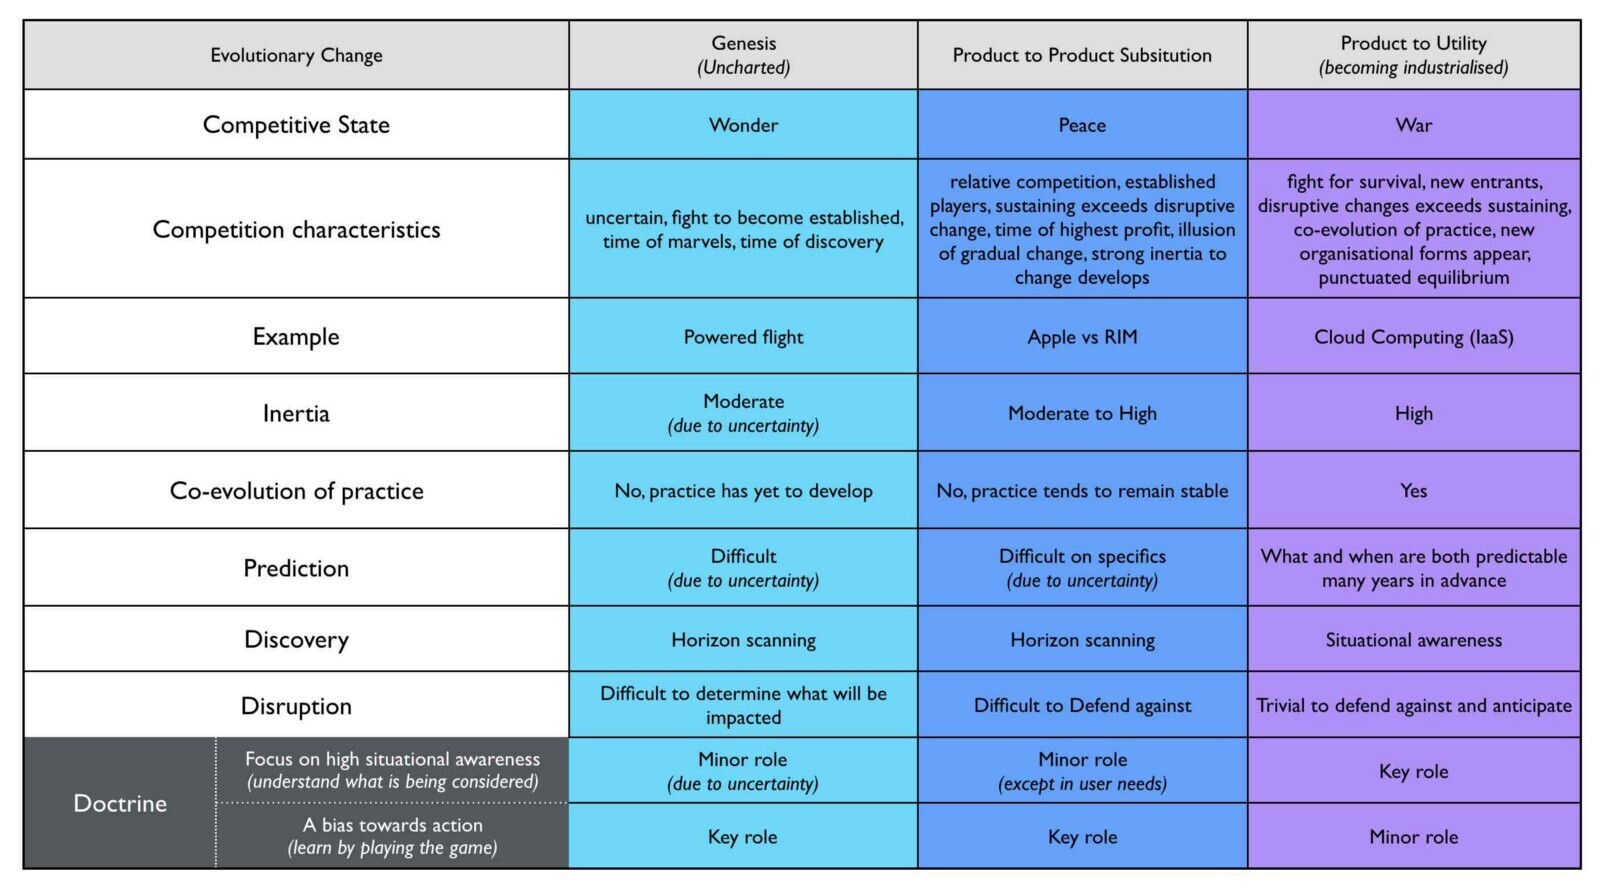 Evolutionary Change
Genesis
(Uncharted)
Product to Product Subsitution
Product to Utility
(becoming industrialised)
Competitive State
Wonder
Peace
War
Competition characteristics
uncertain, fight to become established,
time of marvels, time of discovery
relative competition, established
players, sustaining exceeds disruptive
change, time of highest profit, illusion
of gradual change, strong inertia to
change develops
fight for survival, new entrants,
disruptive changes exceeds sustaining,
co-evolution of practice, new
organisational forms appear,
punctuated equilibrium
Example
Powered flight
Apple vs RIM
Cloud Computing (IaaS)
Inertia
Moderate
(due to uncertainty)
Moderate to High
High
Co-evolution of practice
No, practice has yet to develop
No, practice tends to remain stable
Yes
Prediction
Difficult
(due to uncertainty)
Difficult on specifics
(due to uncertainty)
What and when are both predictable
many years in advance
Discovery
Horizon scanning
Horizon scanning
Situational awareness
Disruption
Difficult to determine what will be
impacted
Difficult to Defend against
Trivial to defend against and anticipate
Doctrine
Focus on high situational awareness
(understand what is being considered)
Minor role
(due to uncertainty)
Minor role
(except in user needs)
Key role
A bias towards action
(learn by playing the game)
Key role
Key role
Minor role